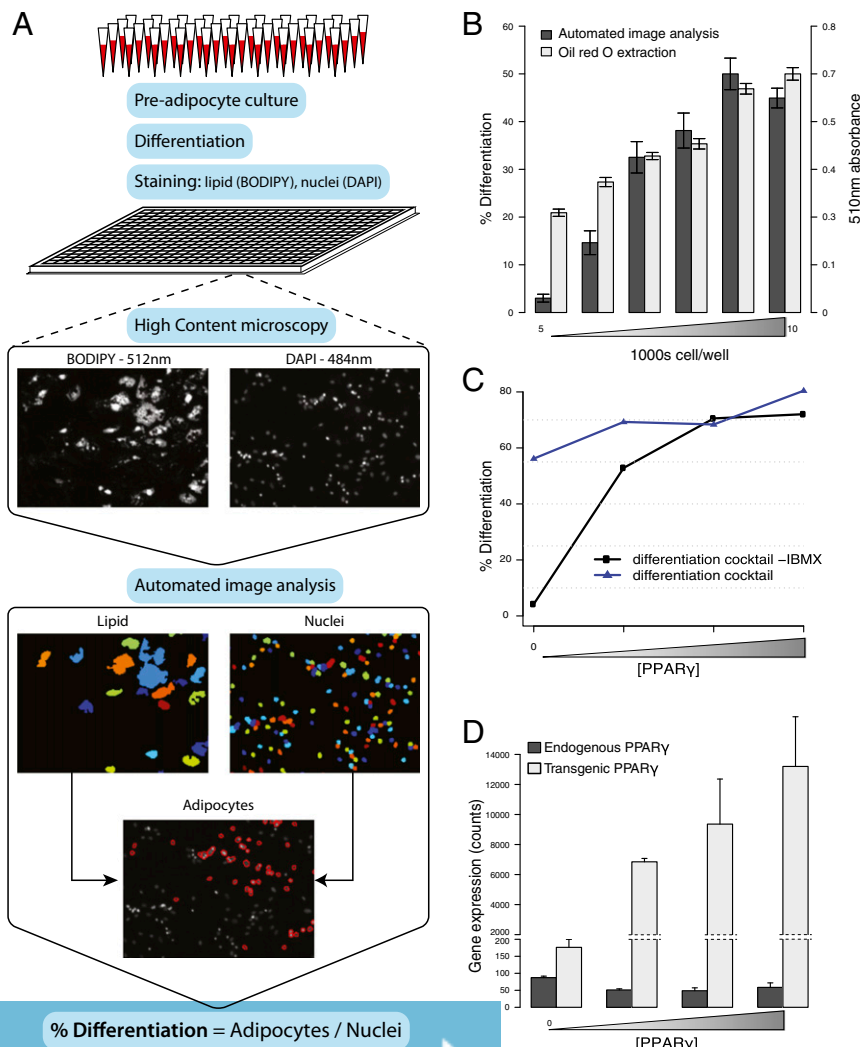 A
Pre-adipocyte culture
Differentiation
Staining: lipid (BODIPY), nuclei (DAPI)
High Content microscopy
BODIPY - 512nm
DAPI - 484nm
Automated image analysis
Lipid
Nuclei
Adipocytes
% Differentiation = Adipocytes / Nuclei
B
Automated image analysis
Oil red O extraction
% Differentiation
60
50
40
30
20
10
0
0.8
0.7
0.5
0.4
0.3
0.1
0
510nm absorbance
5
10
1000s cell/well
C
% Differentiation
80
60
40
20
0
differentiation cocktail −IBMX
differentiation cocktail
0
[PPARγ]
D
Endogenous PPARγ
Transgenic PPARγ
Gene expression (counts)
14000
12000
10000
8000
6000
4000
2000
200
150
100
50
0
0
[PPARγ]